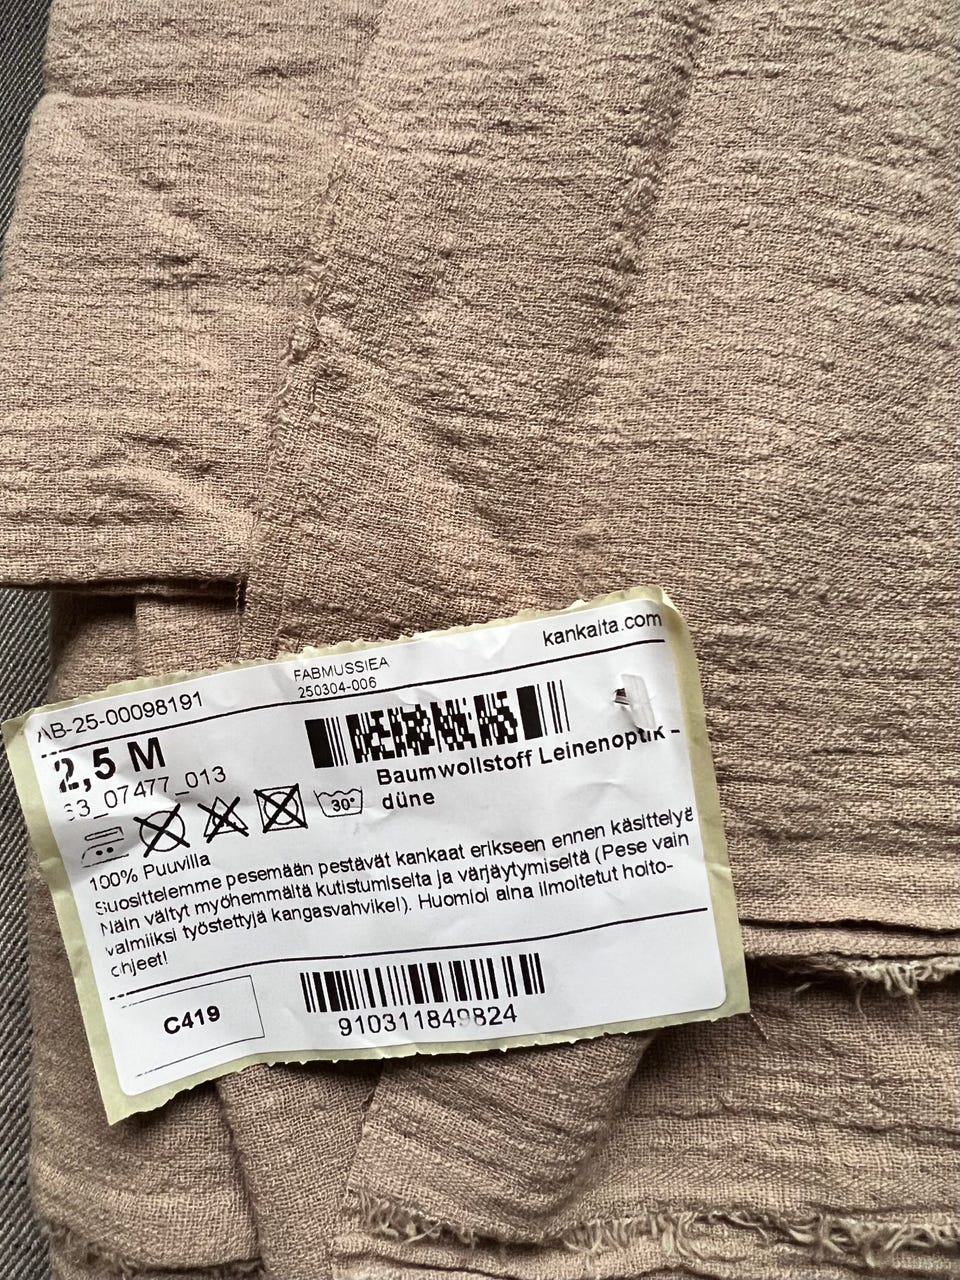 kankaita.com
FABMUSSIEA
250304-006
AB-25-00098191
2,5 M
63_07477_013
Baumwollstoff Leinenoptik -
düne
30°
100% Puuvilla
Suosittelemme pesemään pestävät kankaat erikseen ennen käsittelyä
Näin vältyt myöhemmältä kutistumiselta ja värjäytymiseltä (Pese vain
valmiiksi työstettyjä kangasvahvikel). Huomioi aina ilmoitetut hoito-
ohjeet!
C419
910311849824